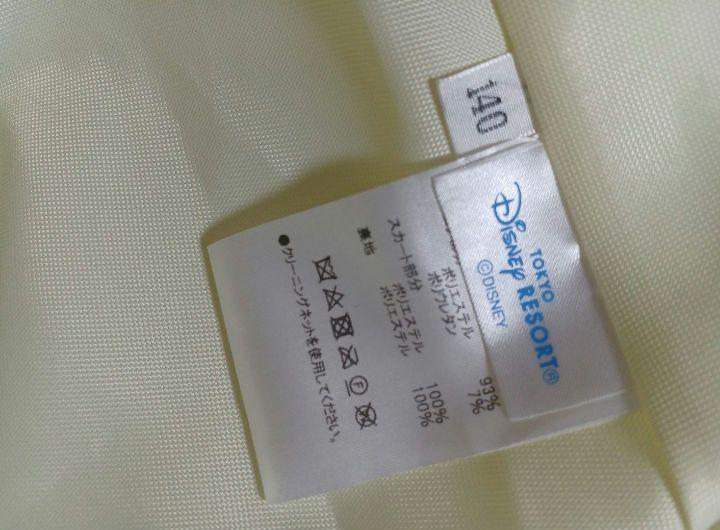 140
TOKYO
Disney RESORT®
©DISNEY
ポリエステル 93%
ポリウレタン 7%
スカート部分 ポリエステル 100%
裏地 ポリエステル 100%
F
●クリーニングネットを使用してください。